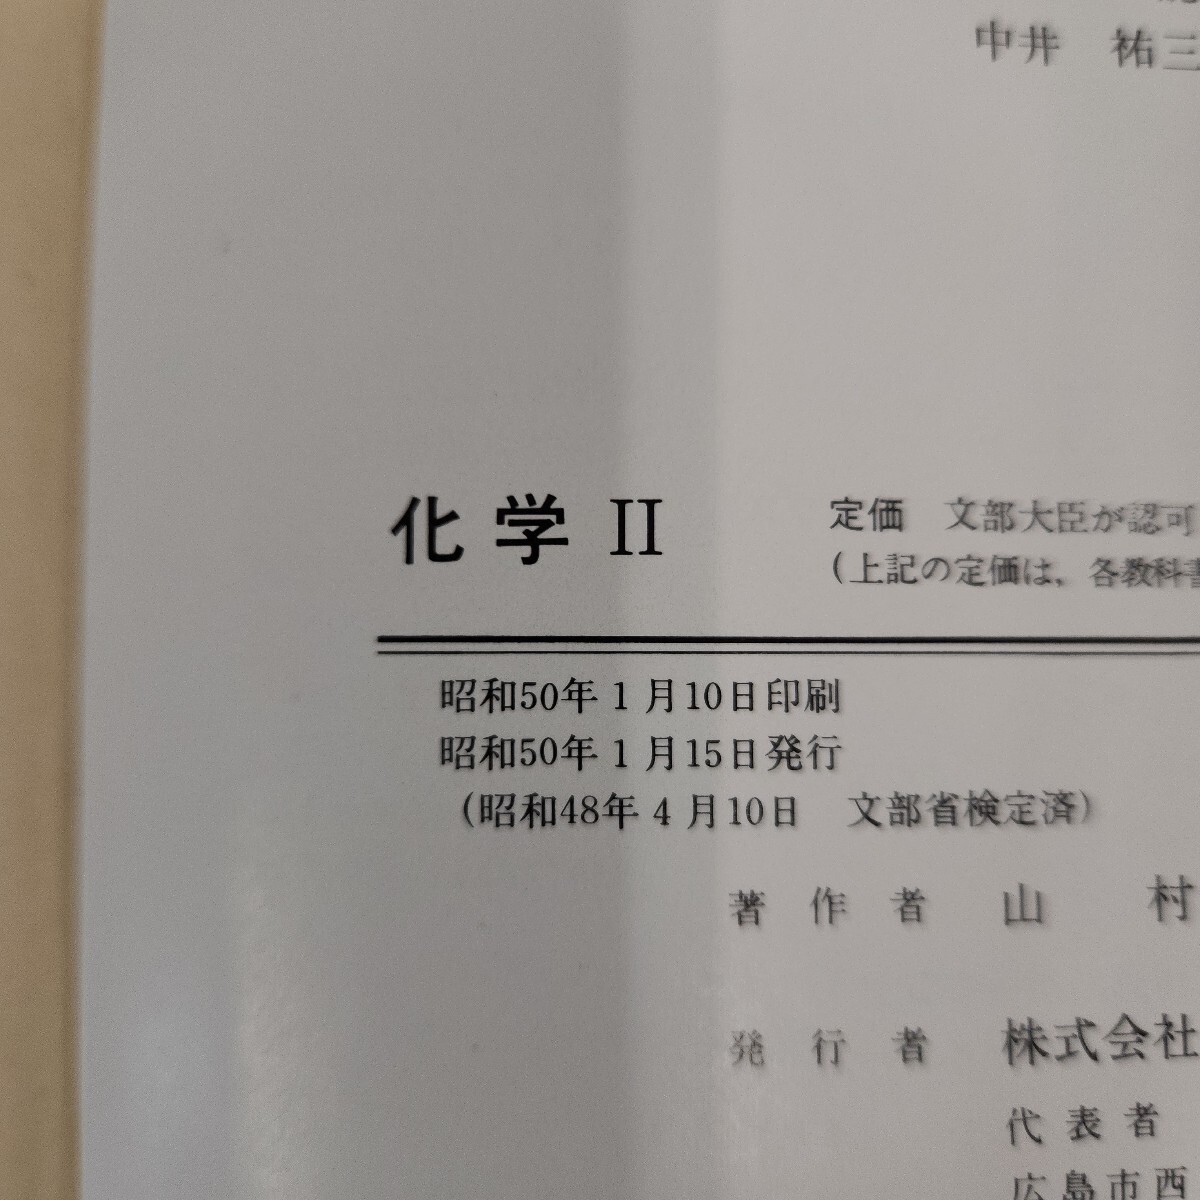 中井 祐三
化学 II
定価 文部大臣が認可
(上記の定価は，各教科書
昭和50年1月10日印刷
昭和50年1月15日発行
(昭和48年4月10日 文部省検定済)
著作者 山村
発行者 株式会社
代表者
広島市西